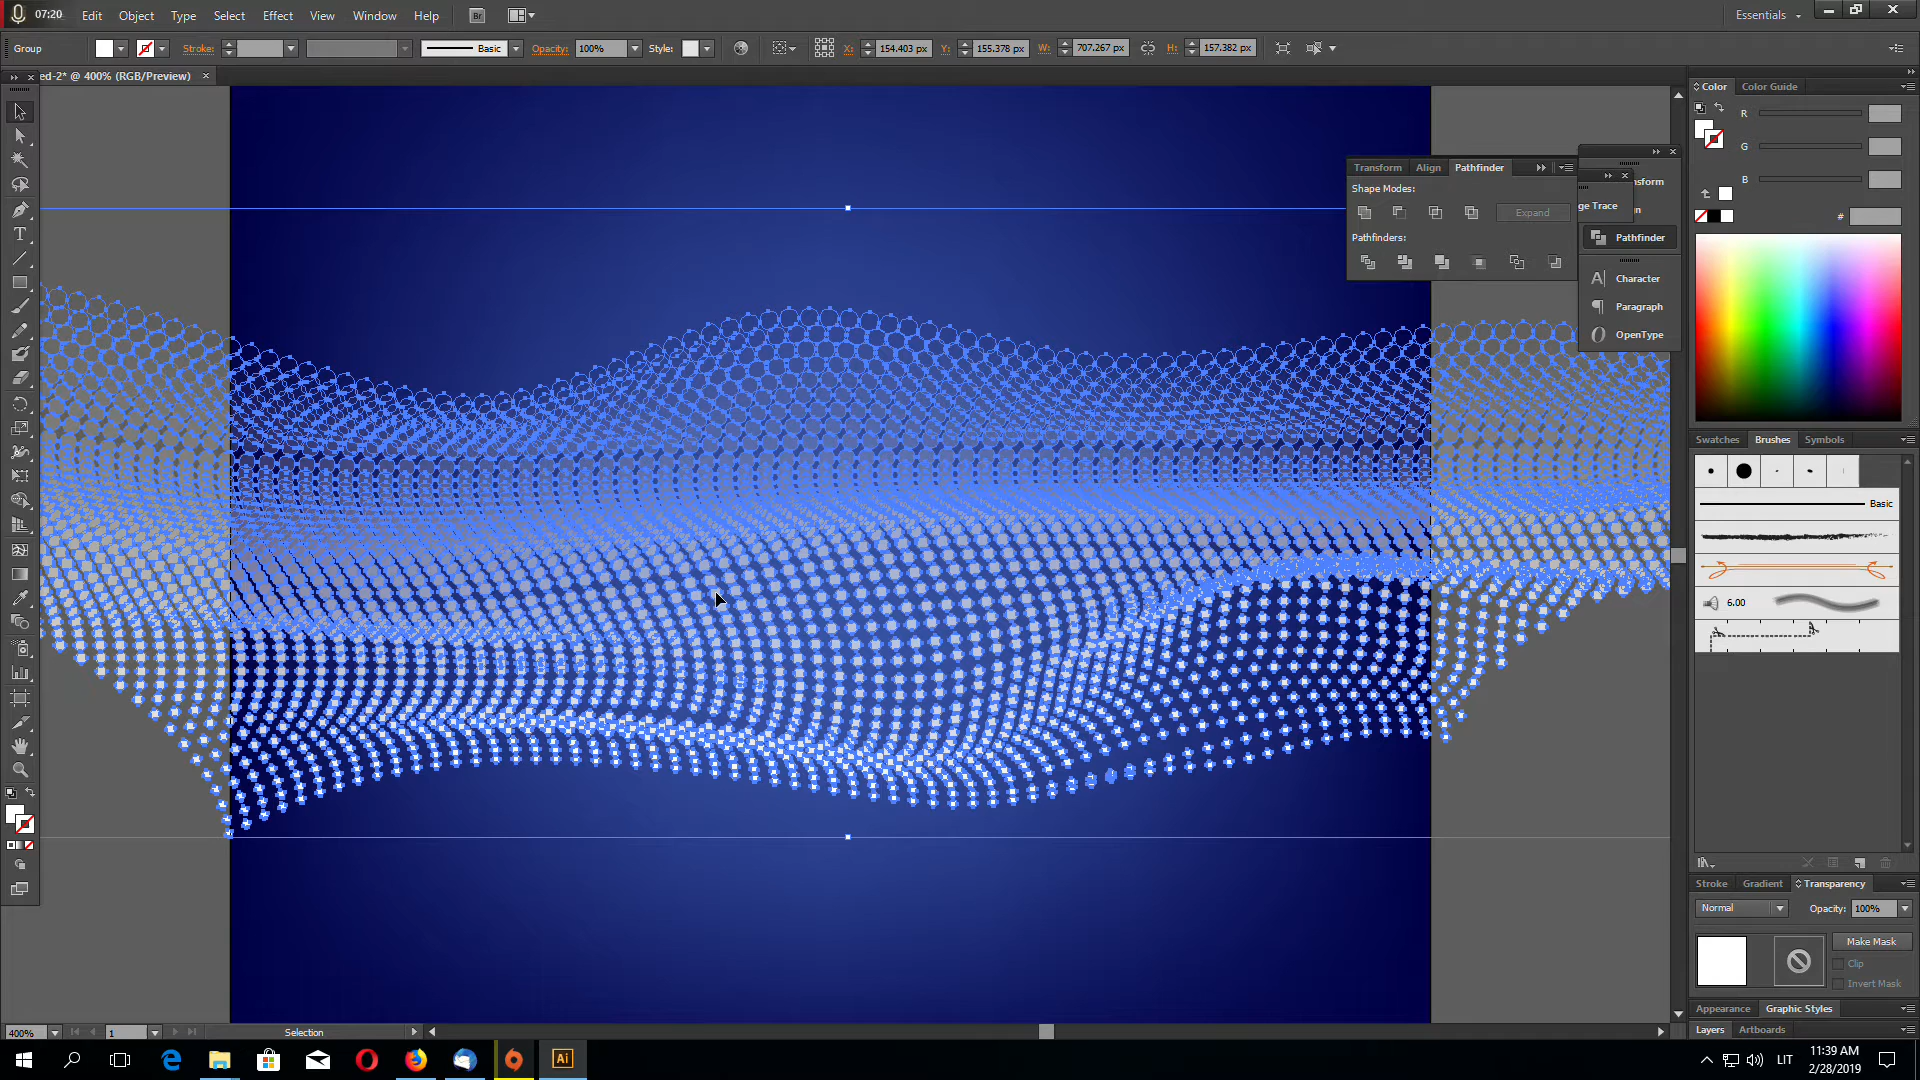 07:20 Edit Object Type Select Effect View Window Help Br Essentials
Group Stroke: Basic Opacity: 100% Style: X: 154.403 px Y: 155.378 px W: 707.267 px H: 157.382 px
ed-2* @ 400% (RGB/Preview)
Color Color Guide
R
G
B
#
Transform Align Pathfinder
Shape Modes:
Expand
Pathfinders:
nsform
ge Trace
gn
Pathfinder
Character
Paragraph
OpenType
Swatches Brushes Symbols
Basic
6.00
Stroke Gradient Transparency
Normal Opacity: 100%
Make Mask
Clip
Invert Mask
Appearance Graphic Styles
Layers Artboards
400% 1 Selection
Ai LIT 11:39 AM
2/28/2019